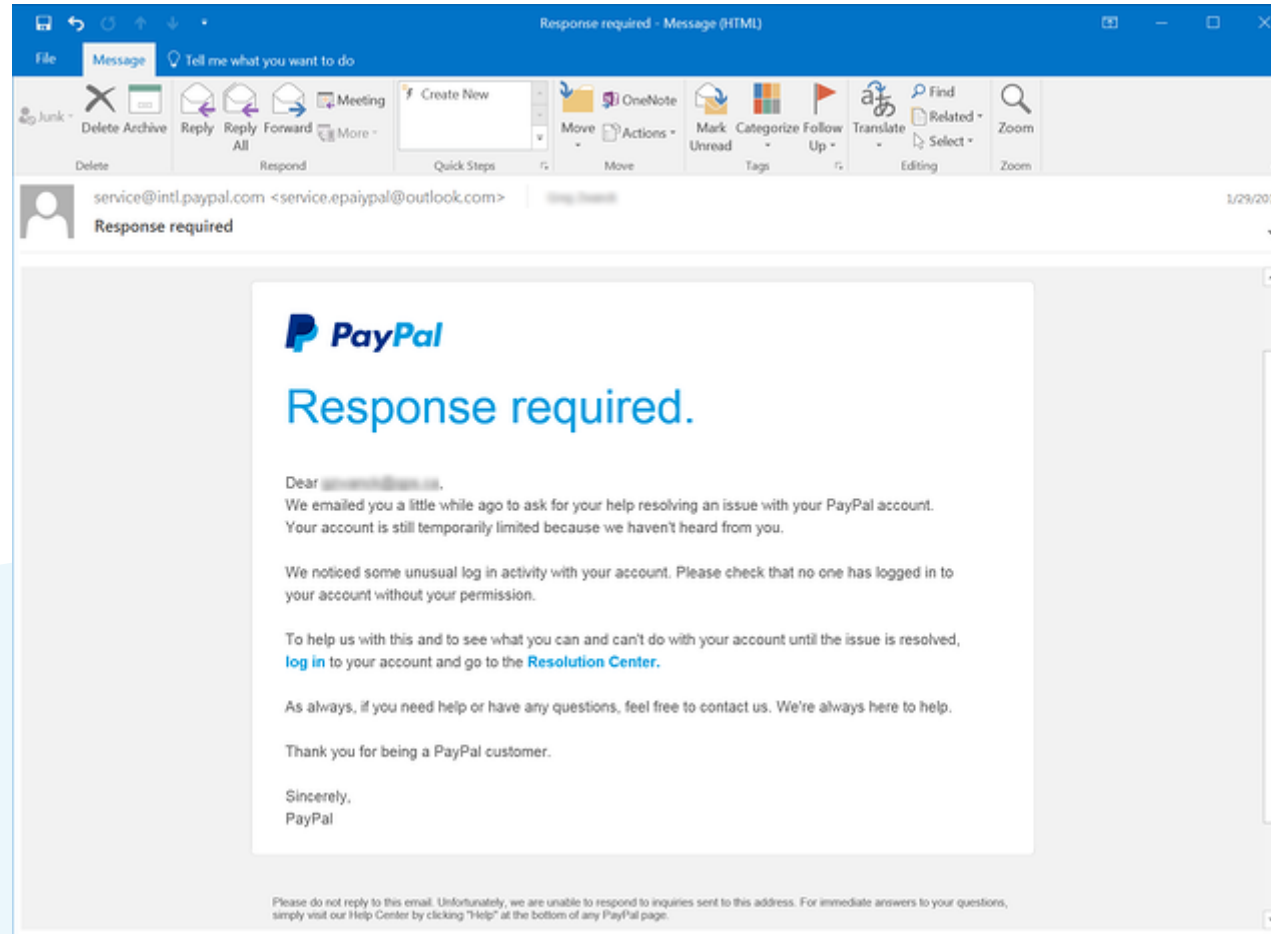 Response required - Message (HTML)
File Message Tell me what you want to do
Junk
Delete Archive
Reply Reply All Forward
Meeting
More
Create New
Move
OneNote
Actions
Mark Unread Categorize Follow Up
Translate
Find
Related
Select
Zoom
Delete Respond Quick Steps Move Tags Editing Zoom
service@intl.paypal.com <service.epaiypal@outlook.com>
1/29/201
Response required
PayPal
Response required.
Dear ,
We emailed you a little while ago to ask for your help resolving an issue with your PayPal account.
Your account is still temporarily limited because we haven't heard from you.
We noticed some unusual log in activity with your account. Please check that no one has logged in to
your account without your permission.
To help us with this and to see what you can and can't do with your account until the issue is resolved,
log in to your account and go to the Resolution Center.
As always, if you need help or have any questions, feel free to contact us. We're always here to help.
Thank you for being a PayPal customer.
Sincerely,
PayPal
Please do not reply to this email. Unfortunately, we are unable to respond to inquiries sent to this address. For immediate answers to your questions,
simply visit our Help Center by clicking "Help" at the bottom of any PayPal page.